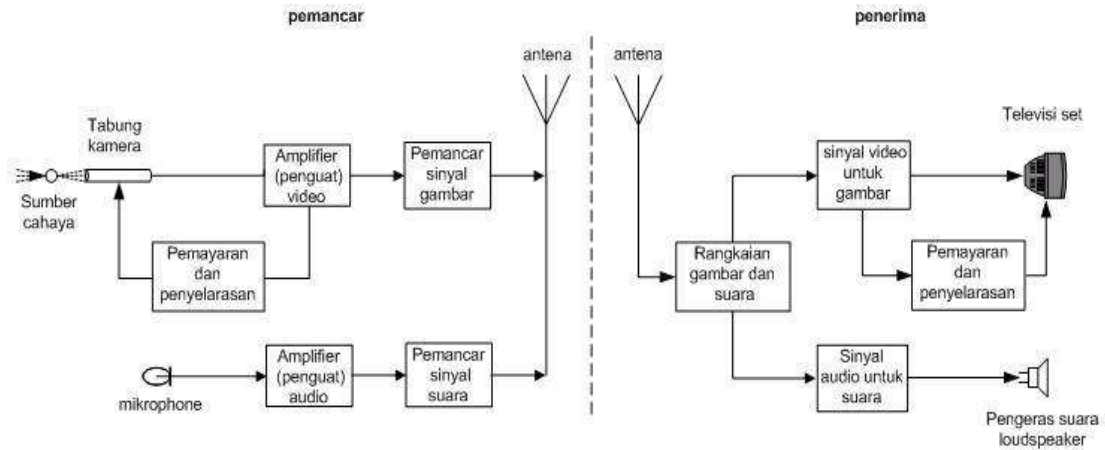 pemancar
penerima
antena
antena
Tabung
kamera
Sumber
cahaya
Amplifier
(penguat)
video
Pemancar
sinyal
gambar
Pemayaran
dan
penyelarasan
mikrophone
Amplifier
(penguat)
audio
Pemancar
sinyal
suara
Rangkaian
gambar dan
suara
sinyal video
untuk
gambar
Televisi set
Pemayaran
dan
penyelarasan
Sinyal
audio untuk
suara
Pengeras suara
loudspeaker